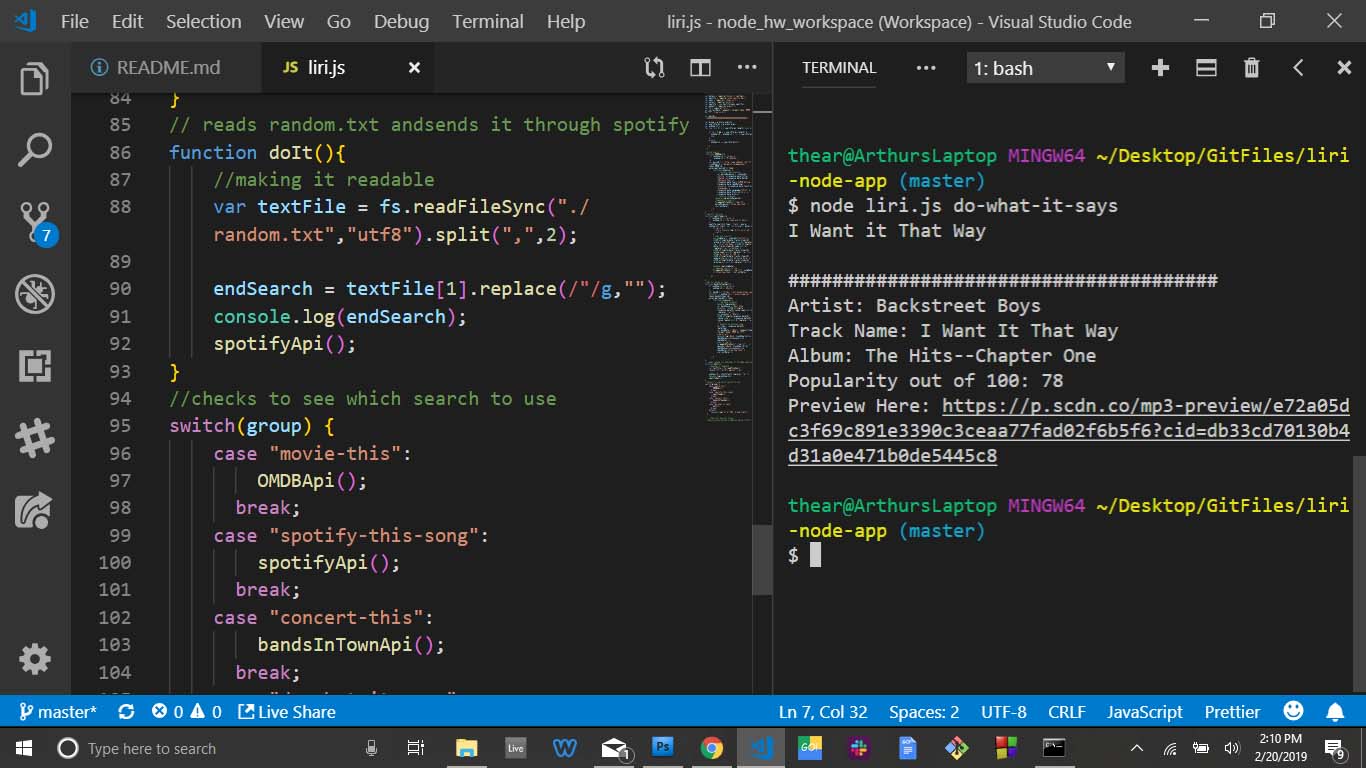 File Edit Selection View Go Debug Terminal Help liri.js - node_hw_workspace (Workspace) - Visual Studio Code
README.md JS liri.js
84 }
85 // reads random.txt andsends it through spotify
86 function doIt(){
87 //making it readable
88 var textFile = fs.readFileSync("./
random.txt","utf8").split(",",2);
89
90 endSearch = textFile[1].replace(/"/g,"");
91 console.log(endSearch);
92 spotifyApi();
93 }
94 //checks to see which search to use
95 switch(group) {
96 case "movie-this":
97 OMDBApi();
98 break;
99 case "spotify-this-song":
100 spotifyApi();
101 break;
102 case "concert-this":
103 bandsInTownApi();
104 break;
7
TERMINAL 1: bash
thear@ArthursLaptop MINGW64 ~/Desktop/GitFiles/liri
-node-app (master)
$ node liri.js do-what-it-says
I Want it That Way
#######################################
Artist: Backstreet Boys
Track Name: I Want It That Way
Album: The Hits--Chapter One
Popularity out of 100: 78
Preview Here: https://p.scdn.co/mp3-preview/e72a05d
c3f69c891e3390c3ceaa77fad02f6b5f6?cid=db33cd70130b4
d31a0e471b0de5445c8
thear@ArthursLaptop MINGW64 ~/Desktop/GitFiles/liri
-node-app (master)
$
master* 0 0 Live Share Ln 7, Col 32 Spaces: 2 UTF-8 CRLF JavaScript Prettier
Type here to search Live W 1 Ps GO! 2:10 PM
2/20/2019 9